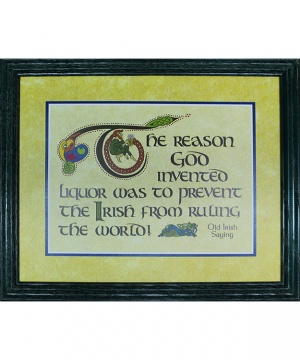 The reason
God
invented
liquor was to prevent
the Irish from ruling
the world!
Old Irish
Saying